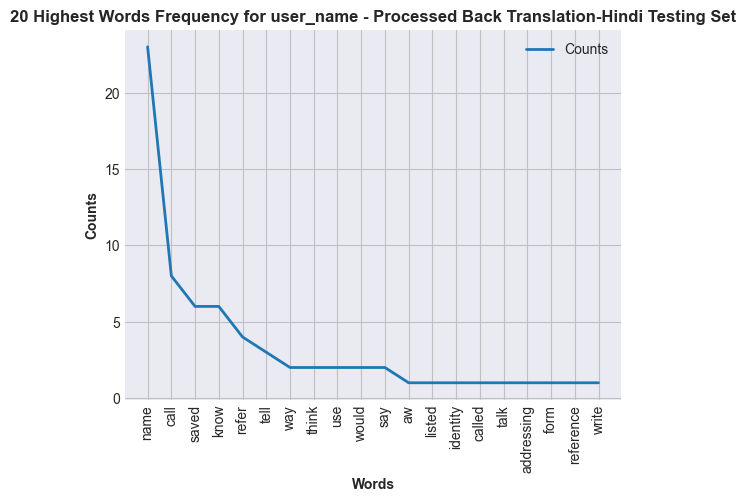 20 Highest Words Frequency for user_name - Processed Back Translation-Hindi Testing Set
Counts
20
15
10
5
0
Counts
name
call
saved
know
refer
tell
way
think
use
would
say
aw
listed
identity
called
talk
addressing
form
reference
write
Words